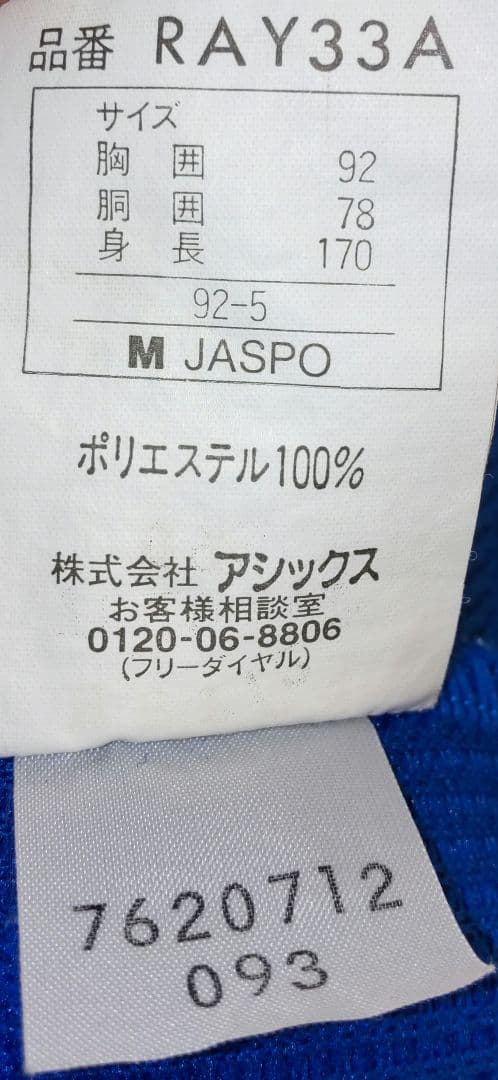 品番 RAY33A
サイズ
胸囲 92
胴囲 78
身長 170
92-5
M JASPO
ポリエステル100%
株式会社 アシックス
お客様相談室
0120-06-8806
(フリーダイヤル)
7620712
093